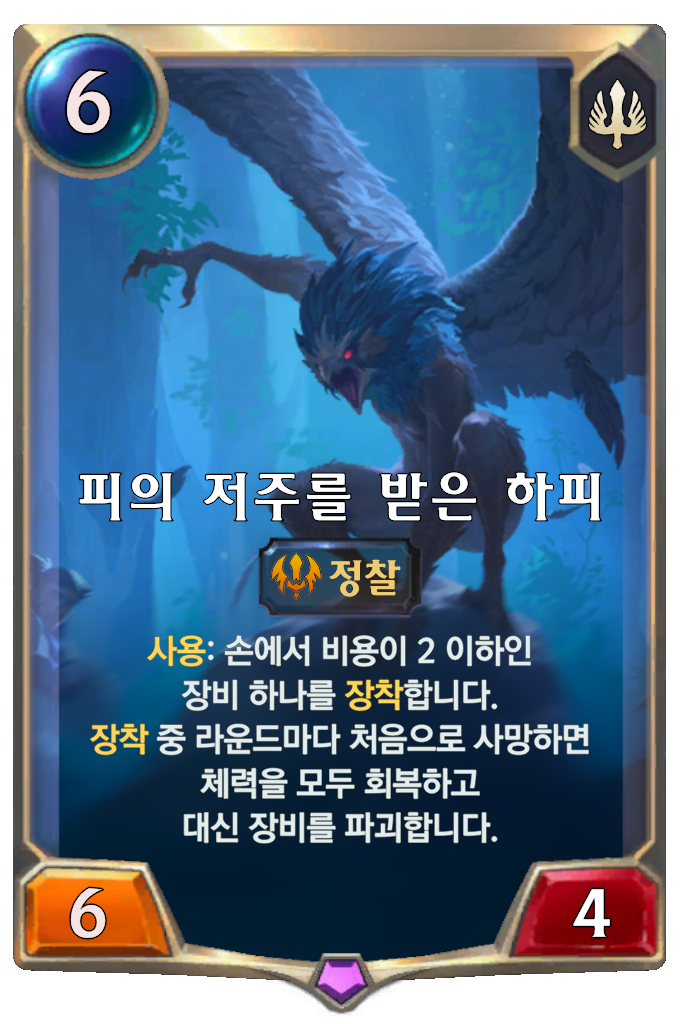 6
피의 저주를 받은 하피
정찰
사용: 손에서 비용이 2 이하인
장비 하나를 장착합니다.
장착 중 라운드마다 처음으로 사망하면
체력을 모두 회복하고
대신 장비를 파괴합니다.
6
4